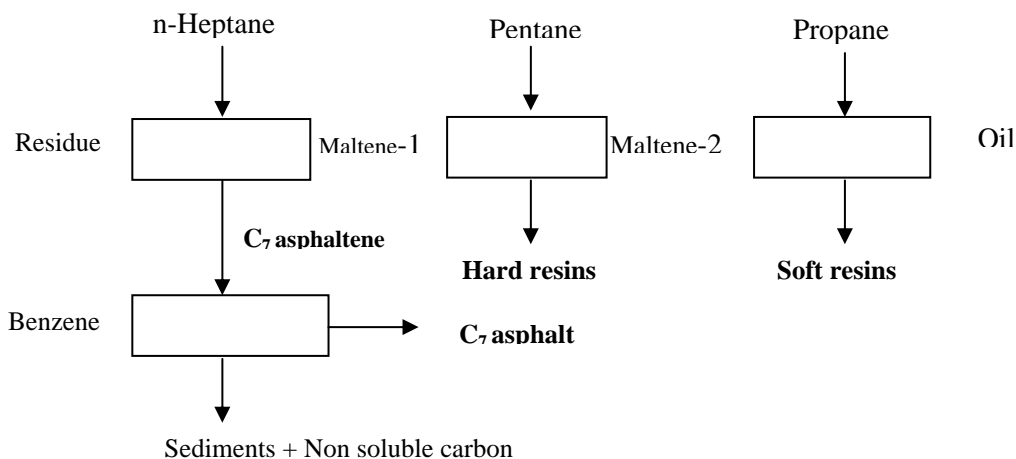 n-Heptane
Pentane
Propane
Residue
Maltene-1
Maltene-2
Oil
C₇ asphaltene
Hard resins
Soft resins
Benzene
C₇ asphalt
Sediments + Non soluble carbon